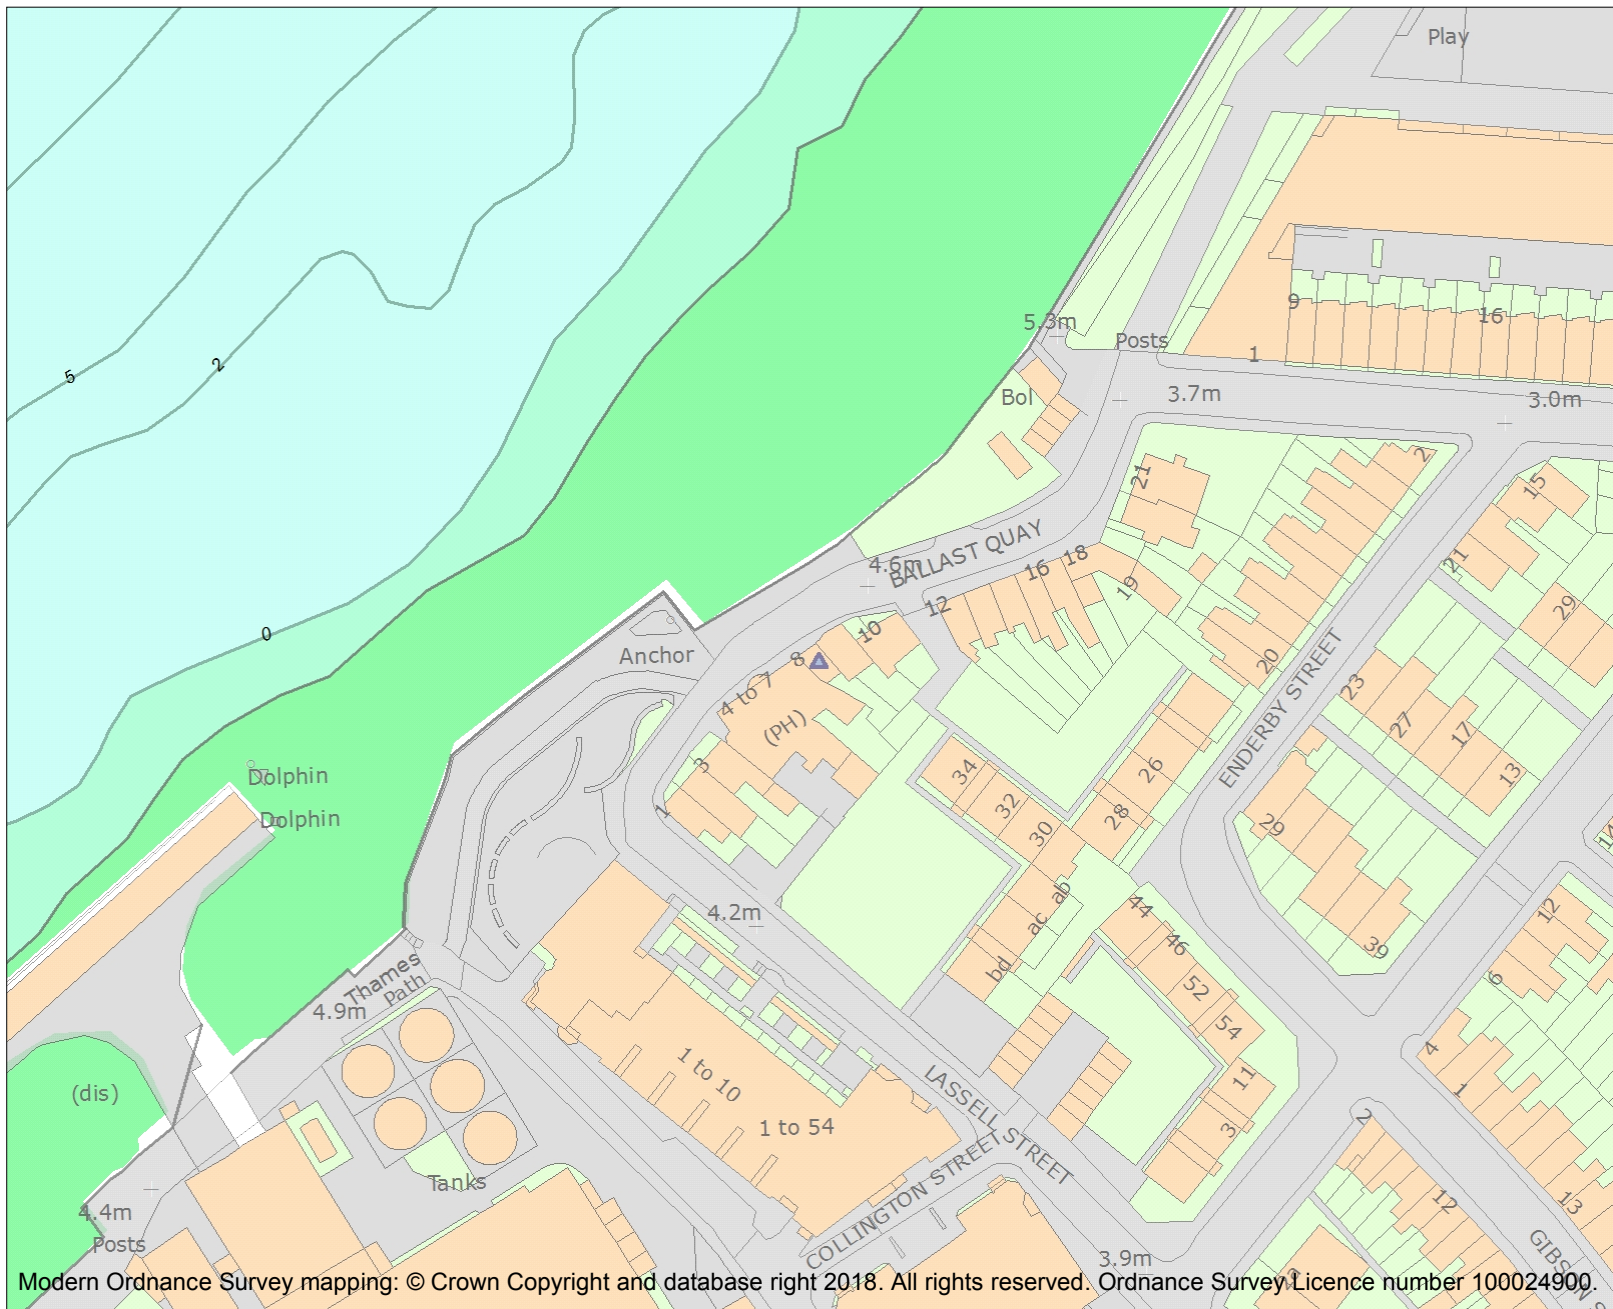 Play
5.3m
Posts
9
16
1
Bol
3.7m
3.0m
5
2
21
2
15
BALLAST QUAY
4.6m
16
18
19
12
21
29
0
10
8
Anchor
4 to 7
(PH)
20
ENDERBY STREET
23
27
17
13
3
1
34
32
30
26
28
29
Dolphin
Dolphin
4.2m
ab
ac
bd
44
46
52
54
39
12
6
Thames
Path
4.9m
(dis)
1 to 10
1 to 54
LASSELL STREET
COLLINGTON STREET
11
3
4
1
2
12
13
Tanks
4.4m
Posts
3.9m
Modern Ordnance Survey mapping: © Crown Copyright and database right 2018. All rights reserved. Ordnance Survey Licence number 100024900.